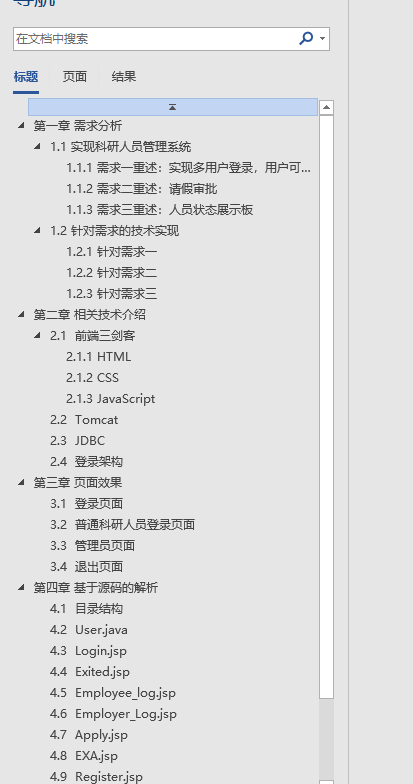 导航
在文档中搜索
标题 页面 结果
第一章 需求分析
1.1 实现科研人员管理系统
1.1.1 需求一重述：实现多用户登录，用户可...
1.1.2 需求二重述：请假审批
1.1.3 需求三重述：人员状态展示板
1.2 针对需求的技术实现
1.2.1 针对需求一
1.2.2 针对需求二
1.2.3 针对需求三
第二章 相关技术介绍
2.1 前端三剑客
2.1.1 HTML
2.1.2 CSS
2.1.3 JavaScript
2.2 Tomcat
2.3 JDBC
2.4 登录架构
第三章 页面效果
3.1 登录页面
3.2 普通科研人员登录页面
3.3 管理员页面
3.4 退出页面
第四章 基于源码的解析
4.1 目录结构
4.2 User.java
4.3 Login.jsp
4.4 Exited.jsp
4.5 Employee_log.jsp
4.6 Employer_Log.jsp
4.7 Apply.jsp
4.8 EXA.jsp
4.9 Register.jsp